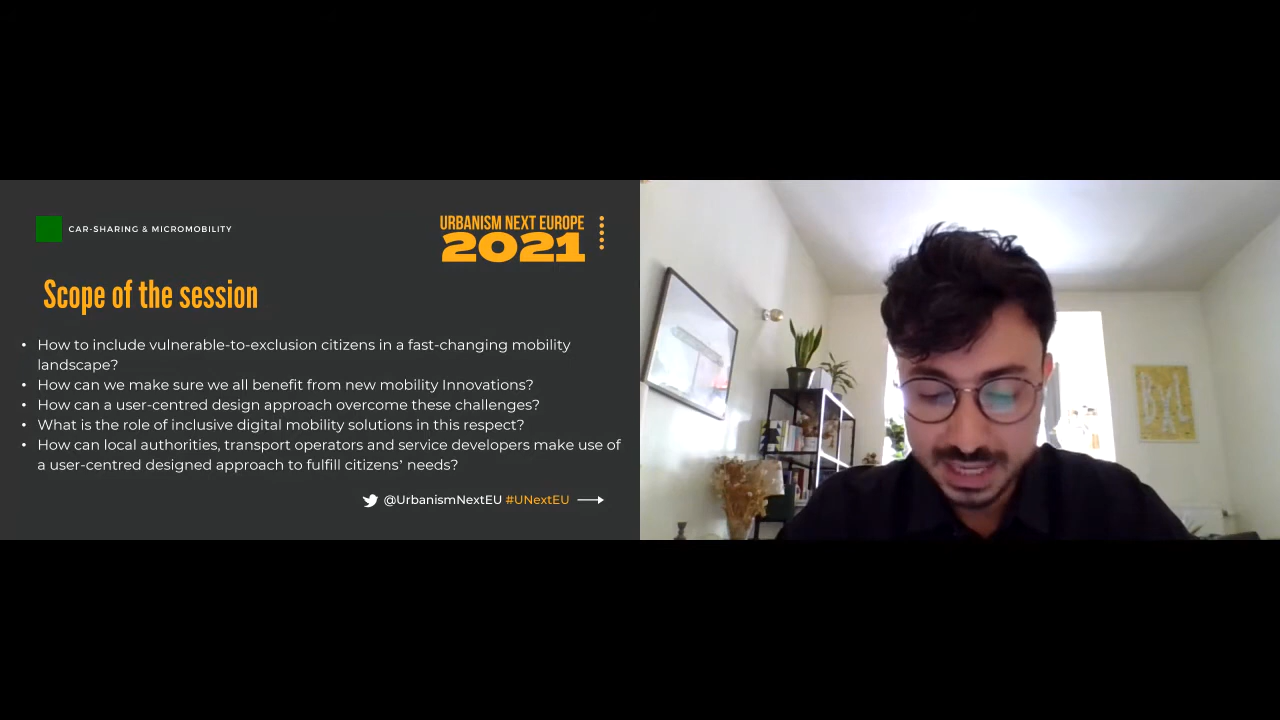 CAR-SHARING & MICROMOBILITY
URBANISM NEXT EUROPE
2021
Scope of the session
• How to include vulnerable-to-exclusion citizens in a fast-changing mobility
landscape?
• How can we make sure we all benefit from new mobility Innovations?
• How can a user-centred design approach overcome these challenges?
• What is the role of inclusive digital mobility solutions in this respect?
• How can local authorities, transport operators and service developers make use of
a user-centred designed approach to fulfill citizens’ needs?
@UrbanismNextEU #UNextEU